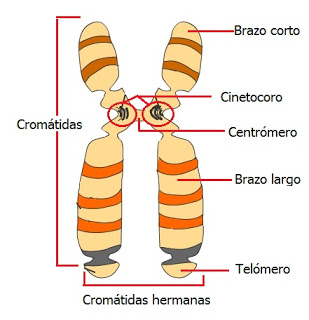 Brazo corto
Cinetocoro
Cromátidas
Centrómero
Brazo largo
Telómero
Cromátidas hermanas